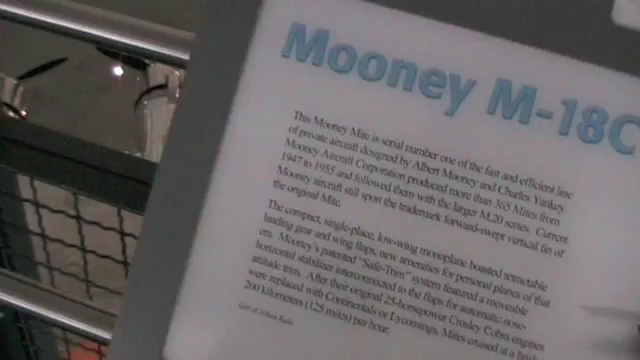 Mooney M-18C
This Mooney Mite is serial number one of the fast and efficient line
of private aircraft designed by Albert Mooney and Charles Yankey.
Mooney Aircraft Corporation produced more than 365 Mites from
1947 to 1955 and followed them with the larger M.20 series. Current
Mooney aircraft still sport the trademark forward-swept vertical fin of
the original Mite.
The compact, single-place, low-wing monoplane boasted retractable
landing gear and wing flaps, new amenities for personal planes of that
era. Mooney's patented "Safe-Trim" system featured a moveable
horizontal stabilizer interconnected to the flaps for automatic nose-
attitude trim. After their original 25-horsepower Crosley Cobra engines
were replaced with Continentals or Lycomings, Mites cruised at a
200 kilometers (125 miles) per hour.
Gift of